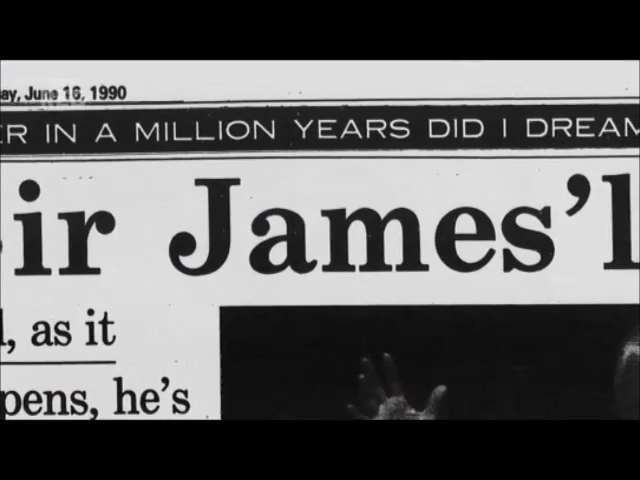 ay, June 16, 1990
ER IN A MILLION YEARS DID I DREAM
ir James'l
, as it
pens, he's